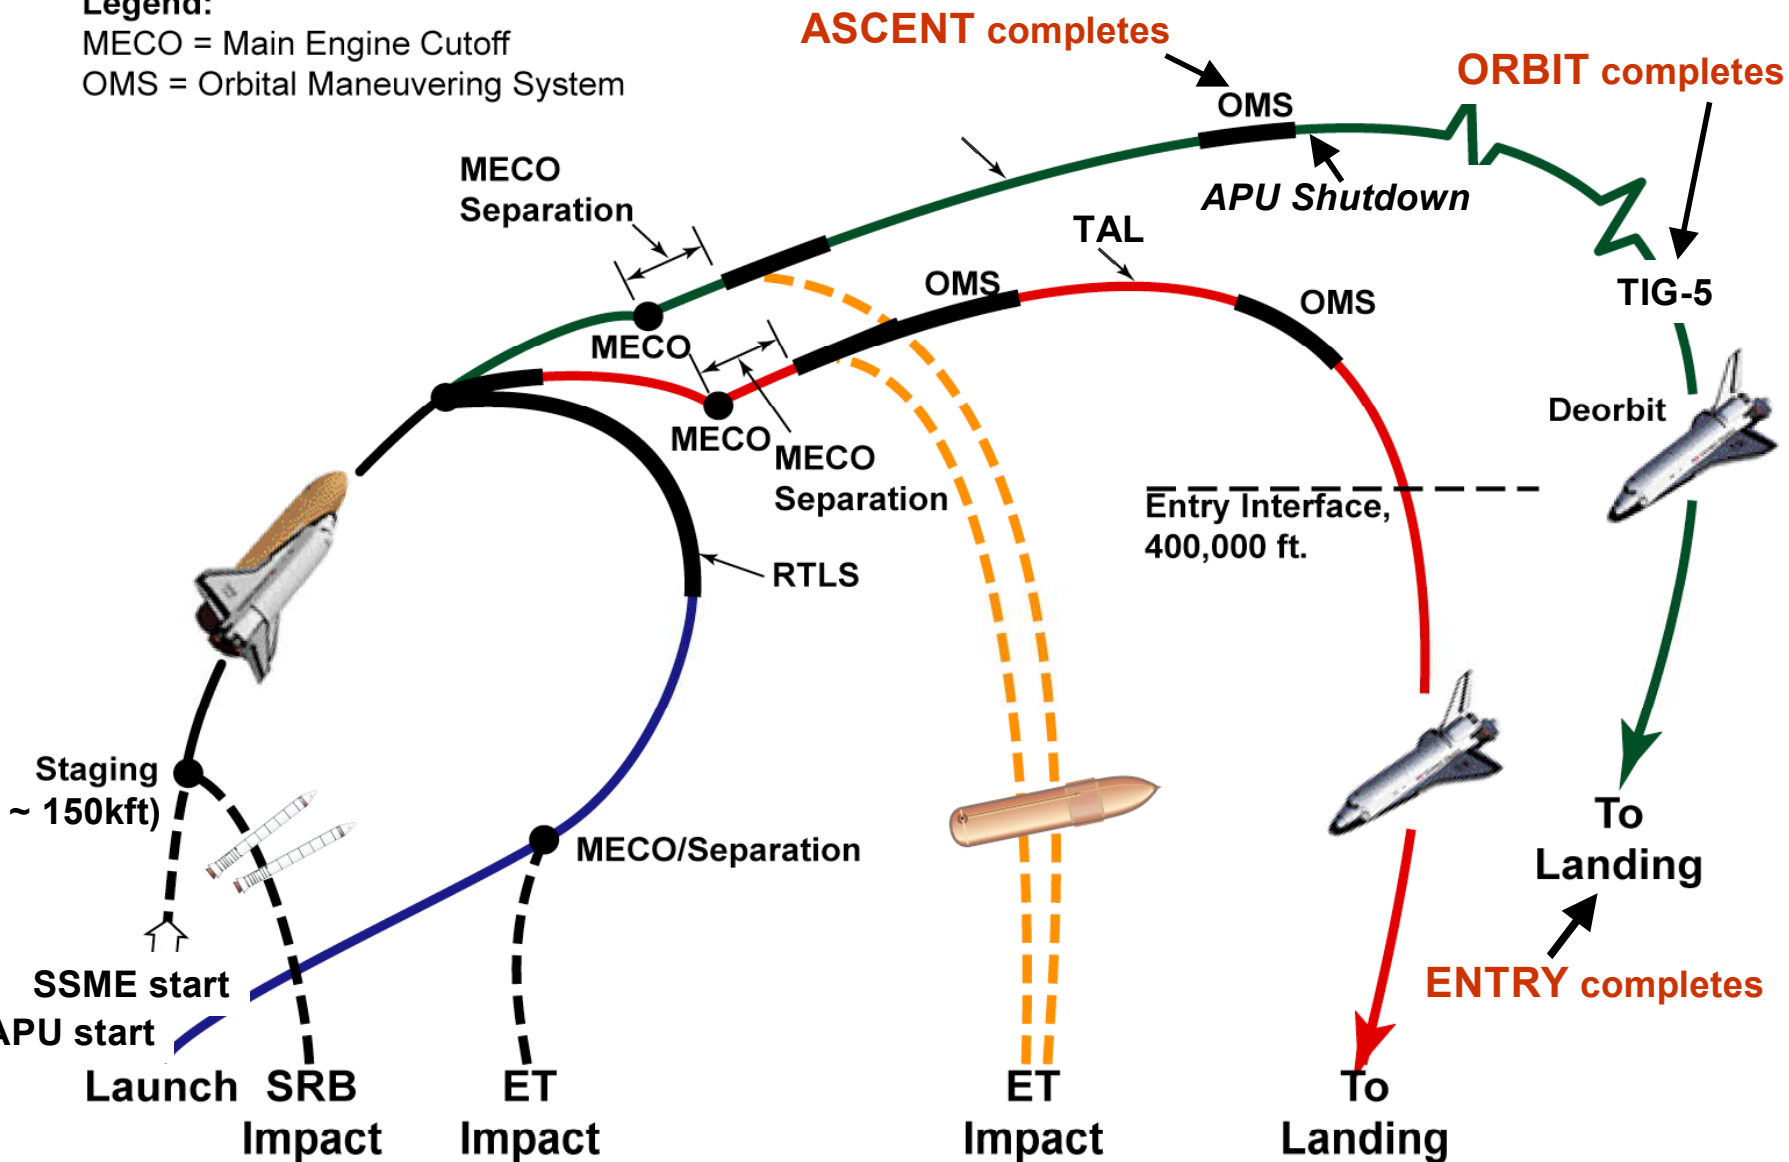 Legend:
MECO = Main Engine Cutoff
OMS = Orbital Maneuvering System
ASCENT completes
ORBIT completes
OMS
APU Shutdown
MECO
Separation
TAL
OMS
OMS
TIG-5
MECO
MECO
MECO
Separation
Deorbit
Entry Interface,
400,000 ft.
RTLS
Staging
~ 150kft)
MECO/Separation
To
Landing
ENTRY completes
SSME start
APU start
Launch
SRB
Impact
ET
Impact
ET
Impact
To
Landing